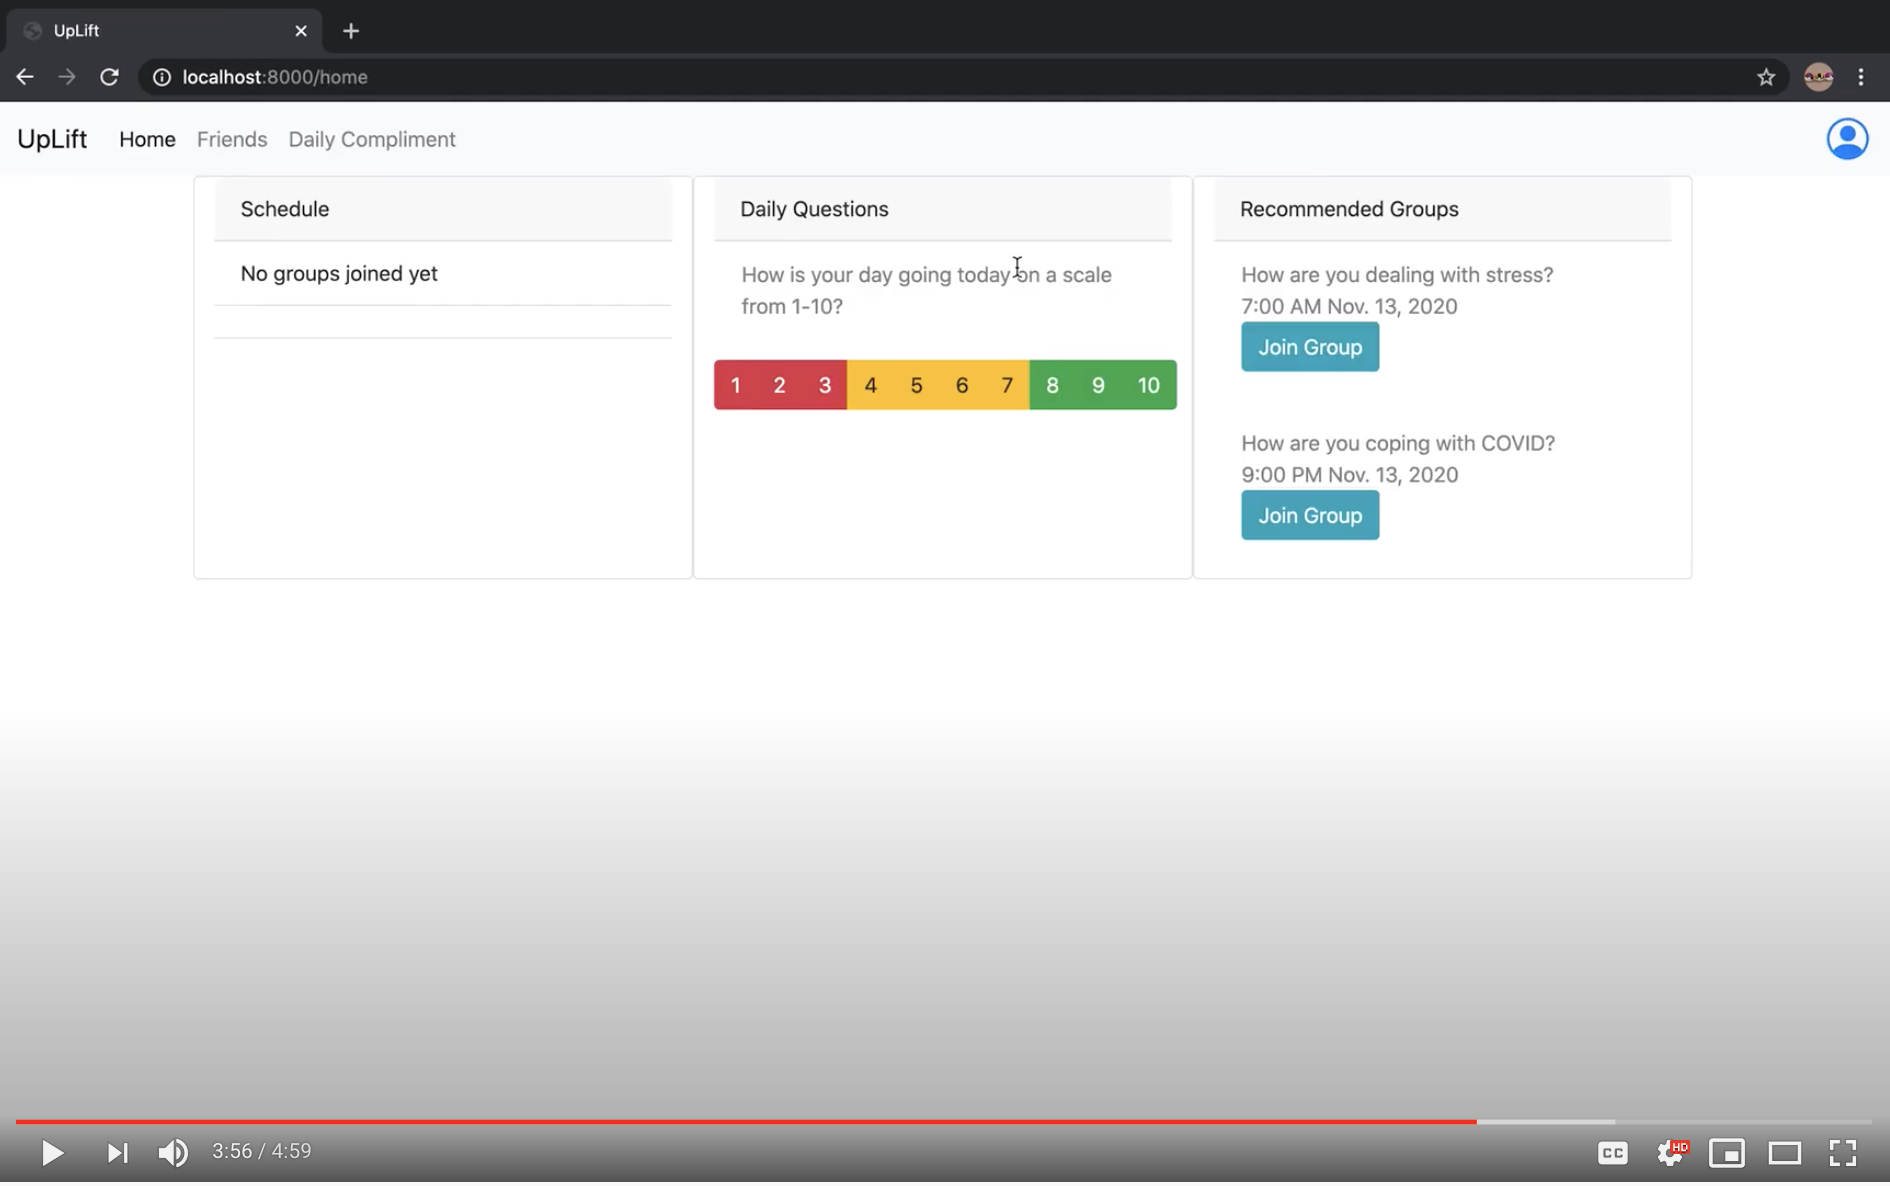 UpLift
localhost:8000/home
UpLift Home Friends Daily Compliment
Schedule
No groups joined yet
Daily Questions
How is your day going today on a scale
from 1-10?
1 2 3 4 5 6 7 8 9 10
Recommended Groups
How are you dealing with stress?
7:00 AM Nov. 13, 2020
Join Group
How are you coping with COVID?
9:00 PM Nov. 13, 2020
Join Group
3:56 / 4:59
CC
HD